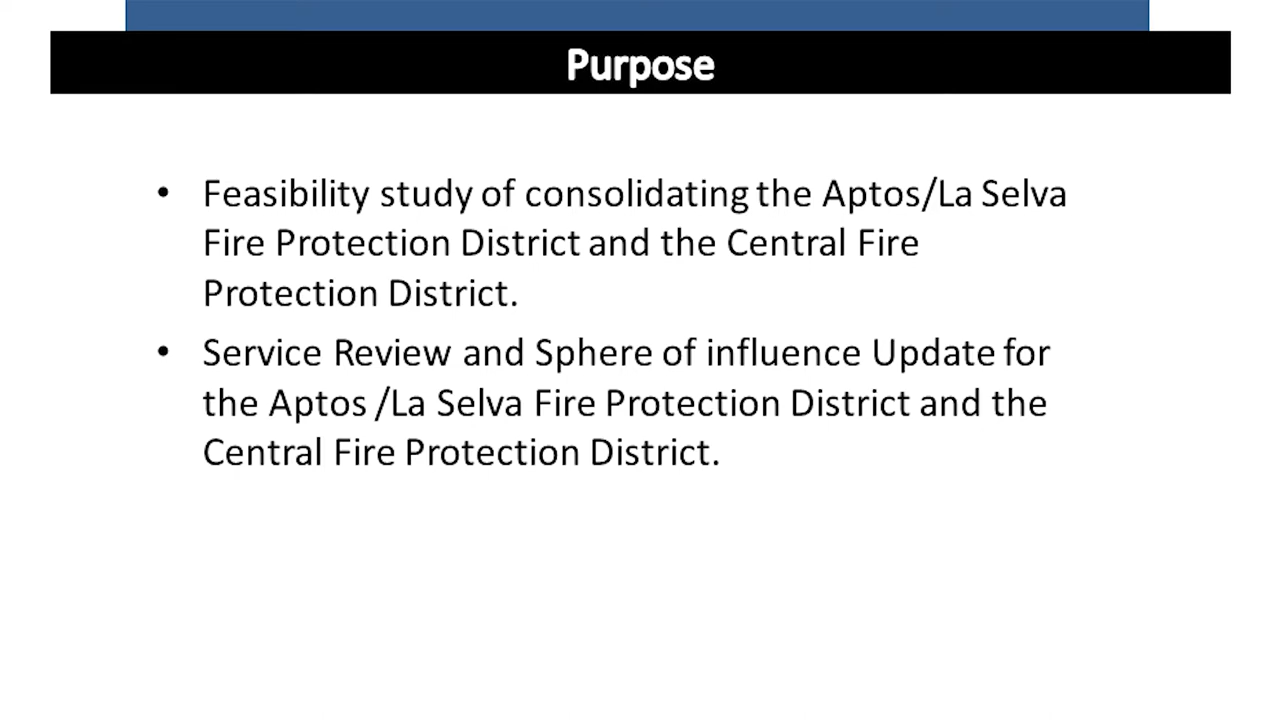 Purpose
• Feasibility study of consolidating the Aptos/La Selva
Fire Protection District and the Central Fire
Protection District.
• Service Review and Sphere of influence Update for
the Aptos /La Selva Fire Protection District and the
Central Fire Protection District.